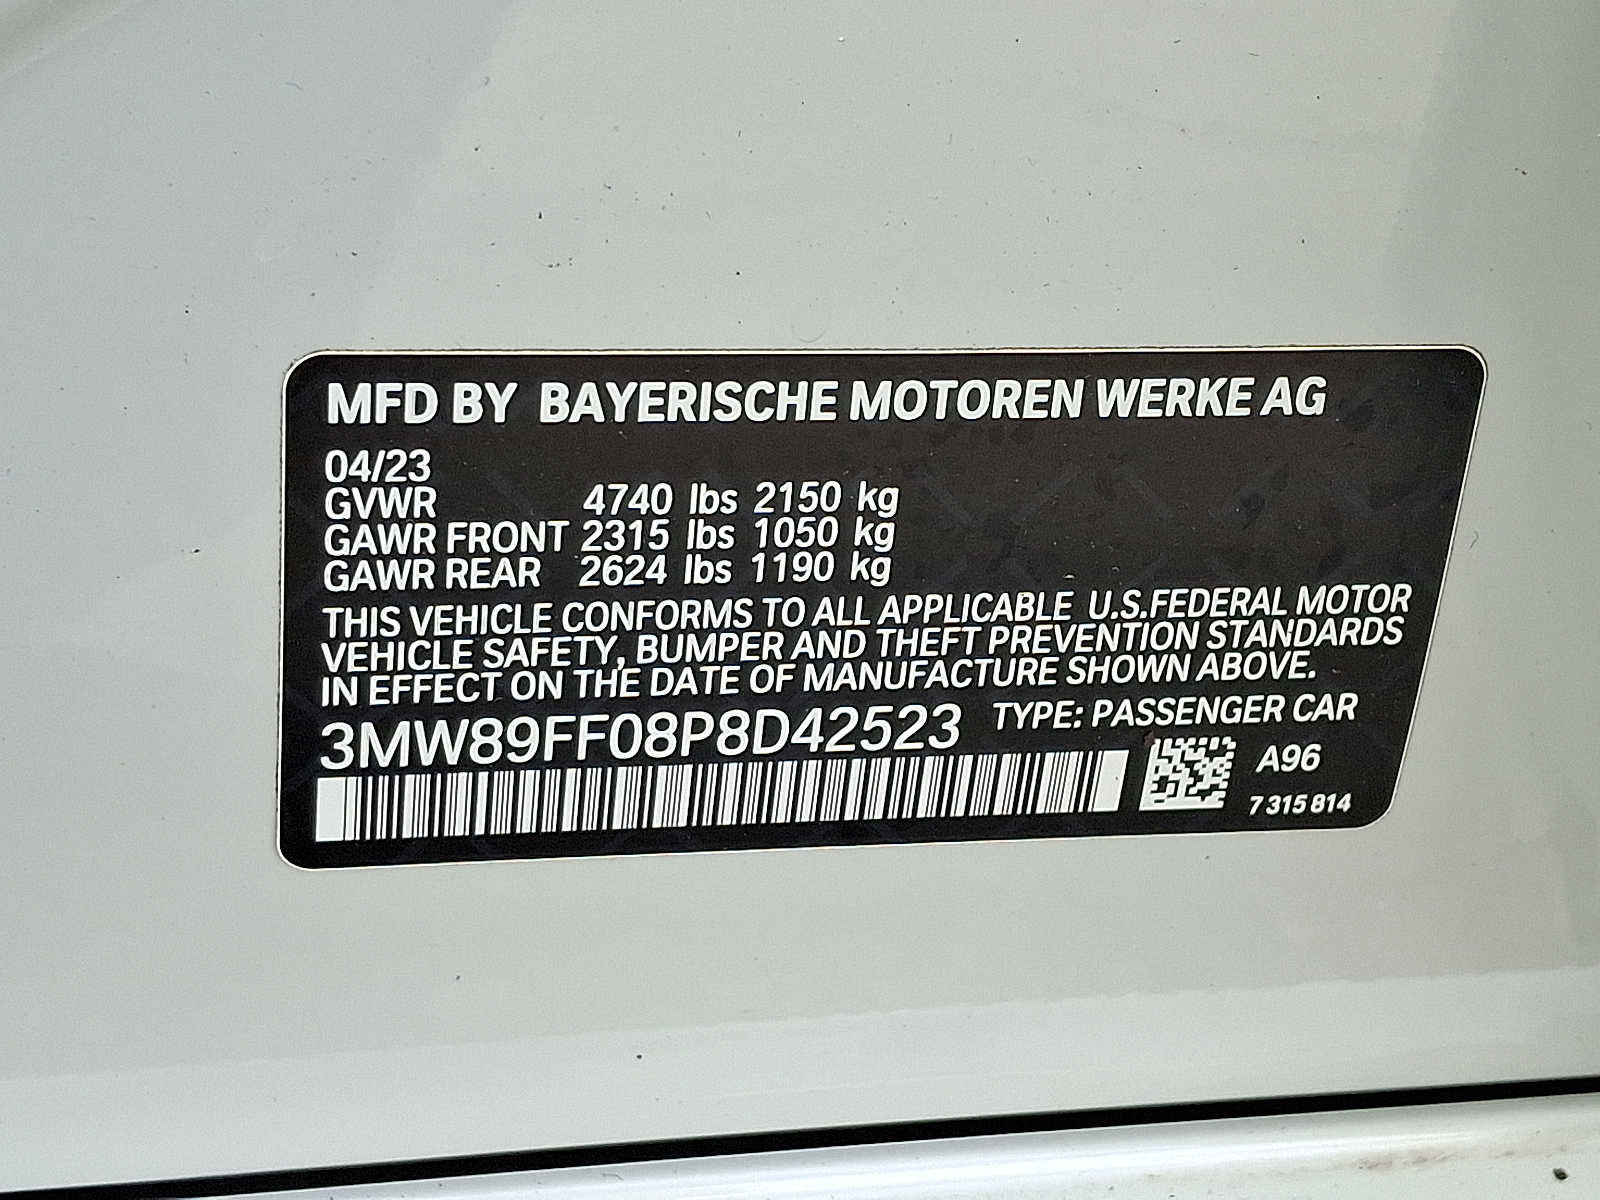 MFD BY BAYERISCHE MOTOREN WERKE AG
04/23
GVWR 4740 lbs 2150 kg
GAWR FRONT 2315 lbs 1050 kg
GAWR REAR 2624 lbs 1190 kg
THIS VEHICLE CONFORMS TO ALL APPLICABLE U.S.FEDERAL MOTOR
VEHICLE SAFETY, BUMPER AND THEFT PREVENTION STANDARDS
IN EFFECT ON THE DATE OF MANUFACTURE SHOWN ABOVE.
3MW89FF08P8D42523 TYPE: PASSENGER CAR
A96
7 315 814